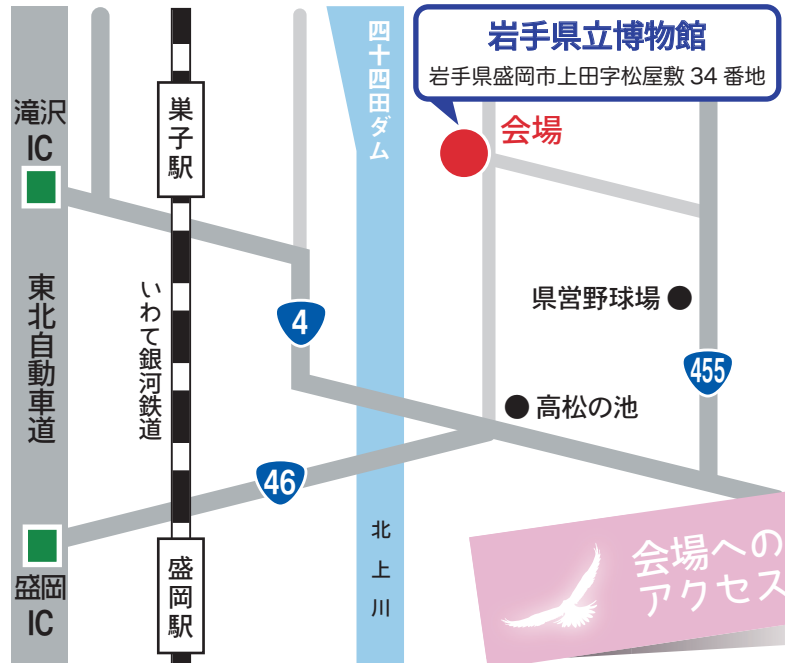 岩手県立博物館
岩手県盛岡市上田字松屋敷 34 番地
会場
四十四田ダム
巣子駅
滝沢
IC
東北自動車道
いわて銀河鉄道
4
県営野球場
455
高松の池
46
北上川
盛岡
IC
盛岡駅
会場への
アクセス